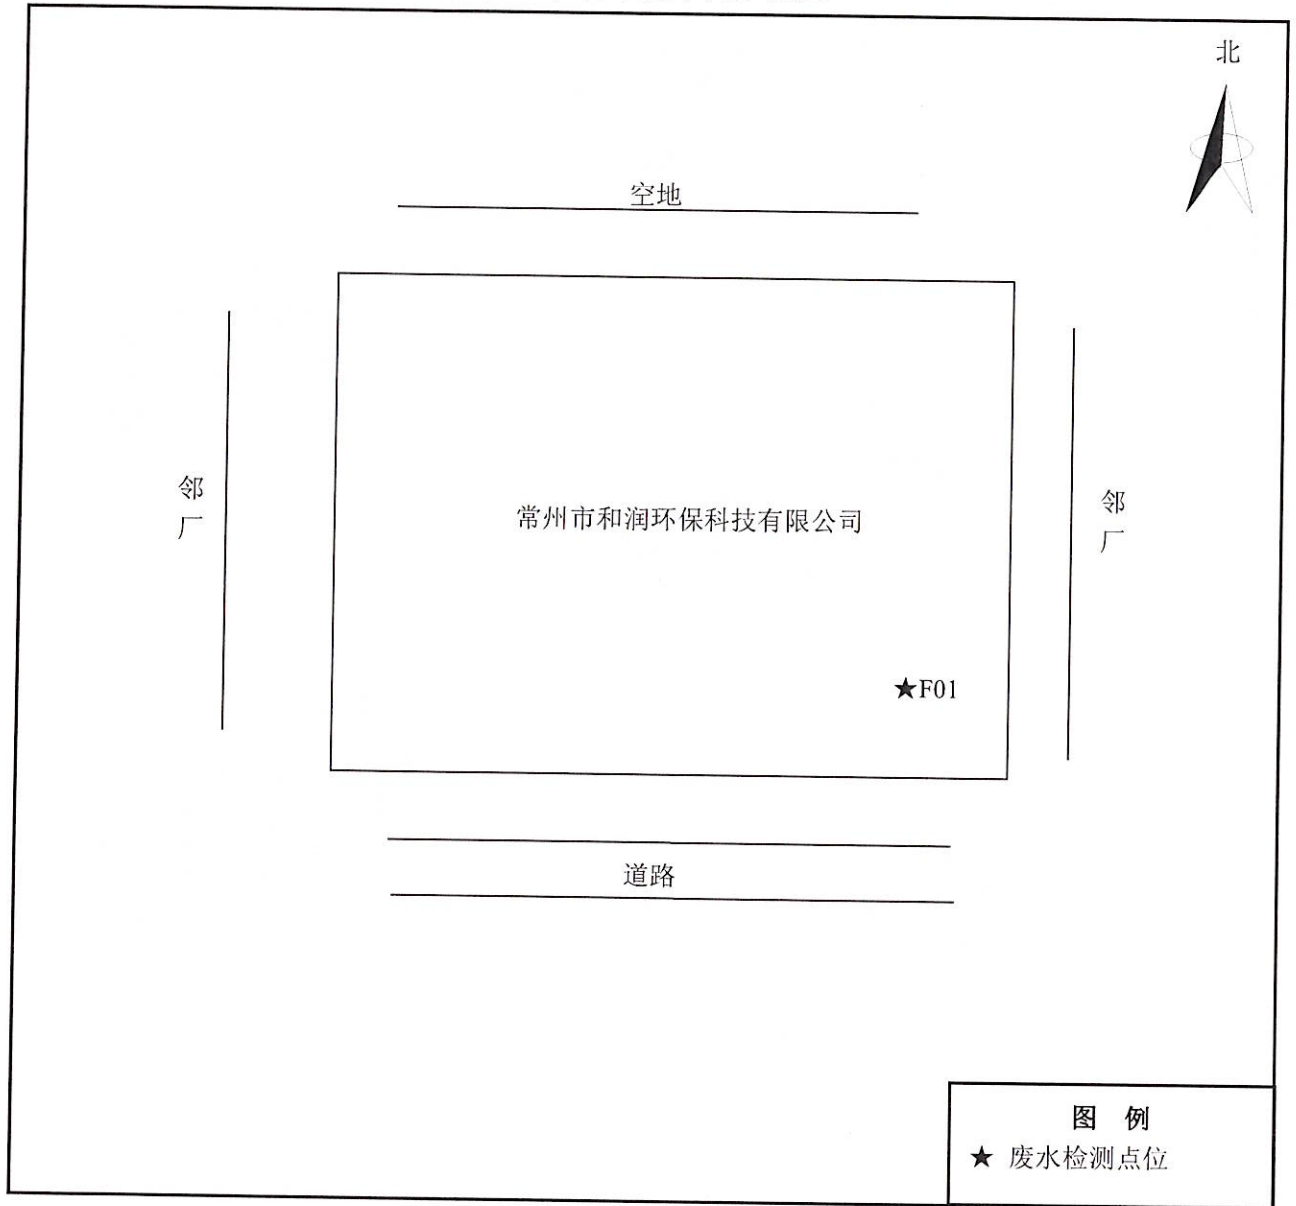 北
空地
邻
厂
常州市和润环保科技有限公司
邻
厂
★F01
道路
图 例
★ 废水检测点位